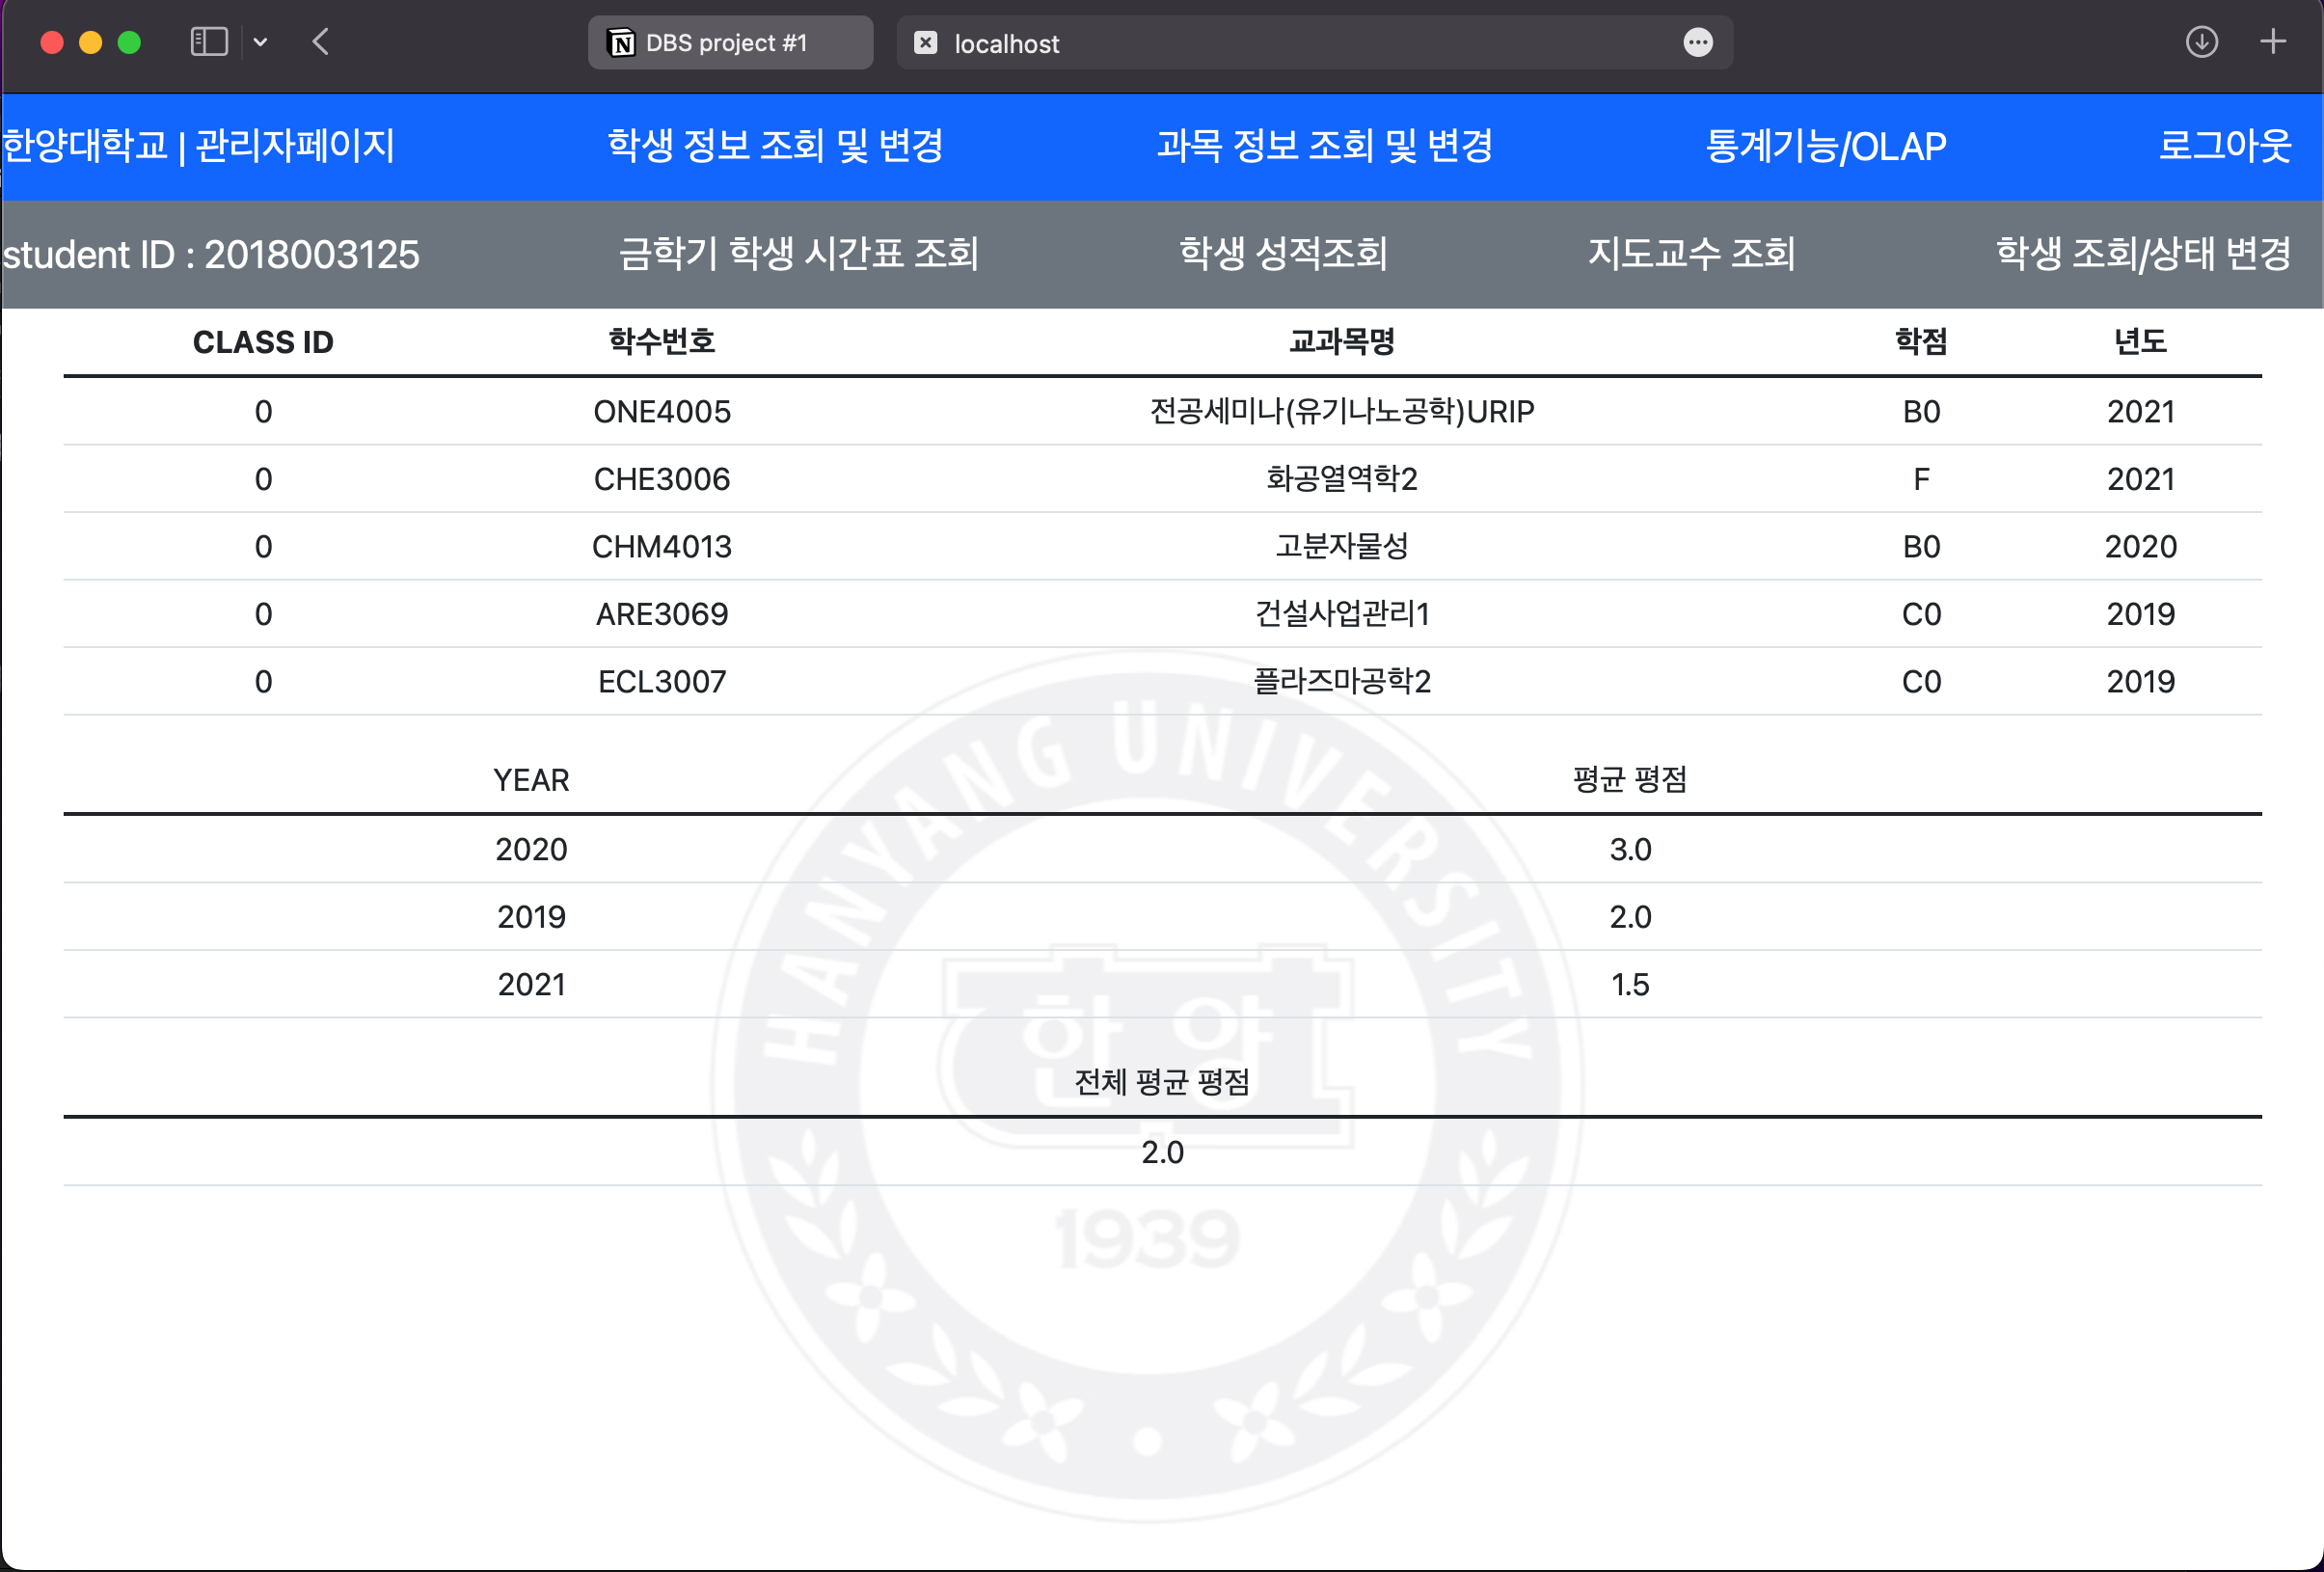 DBS project #1 localhost
한양대학교 | 관리자페이지 학생 정보 조회 및 변경 과목 정보 조회 및 변경 통계기능/OLAP 로그아웃
student ID : 2018003125 금학기 학생 시간표 조회 학생 성적조회 지도교수 조회 학생 조회/상태 변경
CLASS ID 학수번호 교과목명 학점 년도
0 ONE4005 전공세미나(유기나노공학)URIP B0 2021
0 CHE3006 화공열역학2 F 2021
0 CHM4013 고분자물성 B0 2020
0 ARE3069 건설사업관리1 C0 2019
0 ECL3007 플라즈마공학2 C0 2019
YEAR 평균 평점
2020 3.0
2019 2.0
2021 1.5
전체 평균 평점
2.0
HANYANG UNIVERSITY
한양
1939